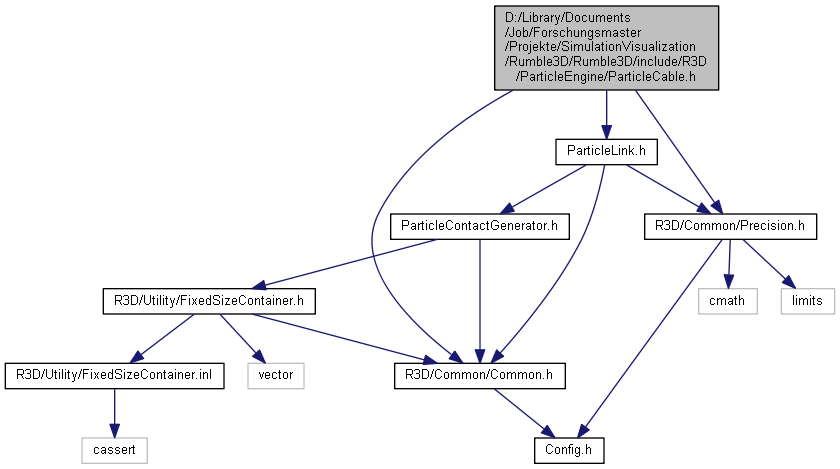 D:/Library/Documents
/Job/Forschungsmaster
/Projekte/SimulationVisualization
/Rumble3D/Rumble3D/include/R3D
/ParticleEngine/ParticleCable.h
ParticleLink.h
ParticleContactGenerator.h
R3D/Common/Precision.h
R3D/Utility/FixedSizeContainer.h
cmath
limits
R3D/Utility/FixedSizeContainer.inl
vector
R3D/Common/Common.h
cassert
Config.h